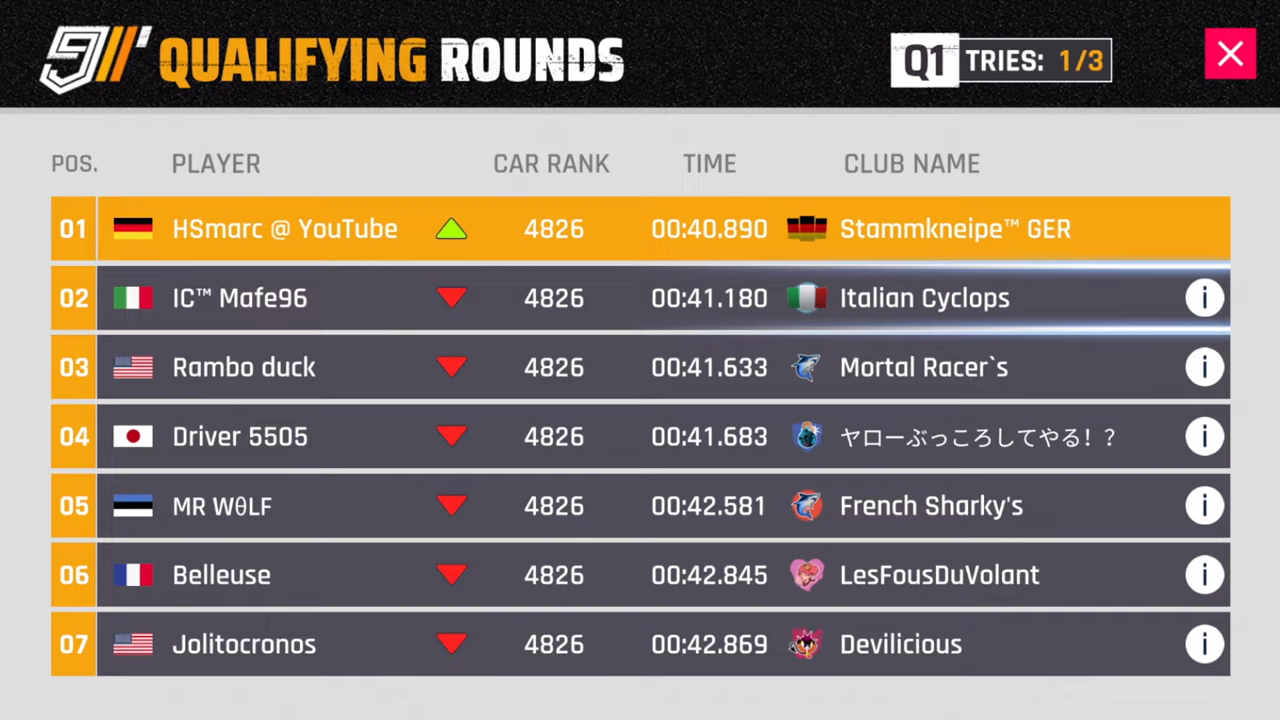 9 QUALIFYING ROUNDS Q1 TRIES: 1/3
POS. PLAYER CAR RANK TIME CLUB NAME
01 HSmarc @ YouTube 4826 00:40.890 Stammkneipe™ GER
02 IC™ Mafe96 4826 00:41.180 Italian Cyclops i
03 Rambo duck 4826 00:41.633 Mortal Racer`s i
04 Driver 5505 4826 00:41.683 ヤローぶっころしてやる！？ i
05 MR WθLF 4826 00:42.581 French Sharky's i
06 Belleuse 4826 00:42.845 LesFousDuVolant i
07 Jolitocronos 4826 00:42.869 Devilicious i